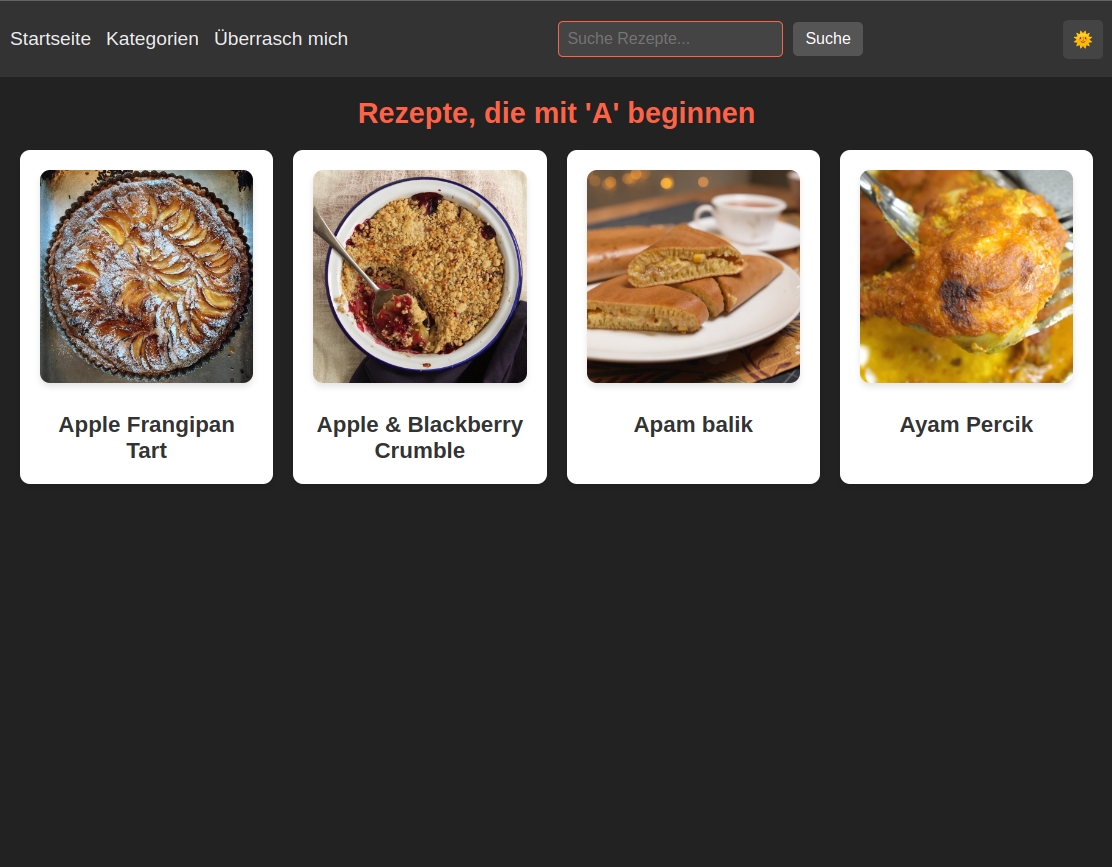 Startseite Kategorien Überrasch mich Suche Rezepte... Suche
Rezepte, die mit 'A' beginnen
Apple Frangipan
Tart
Apple & Blackberry
Crumble
Apam balik
Ayam Percik